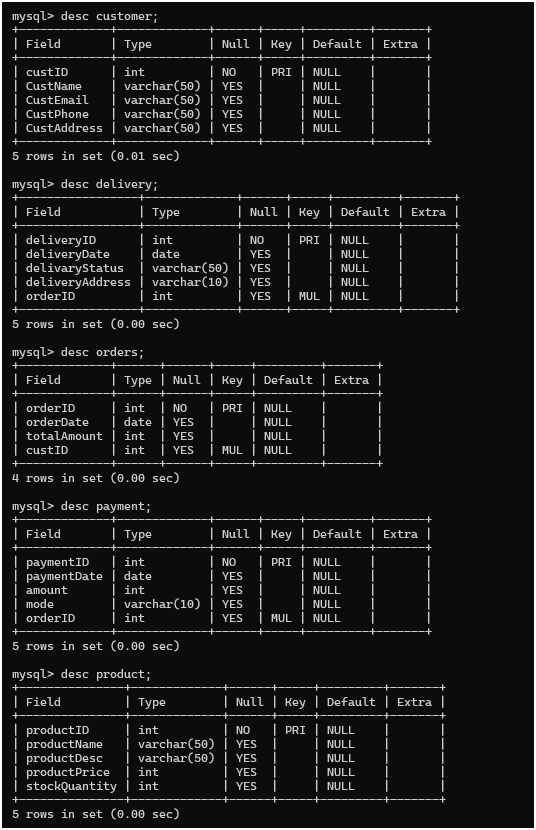 mysql> desc customer;
+-------------+-------------+------+-----+---------+-------+
| Field       | Type        | Null | Key | Default | Extra |
+-------------+-------------+------+-----+---------+-------+
| custID      | int         | NO   | PRI | NULL    |       |
| CustName    | varchar(50) | YES  |     | NULL    |       |
| CustEmail   | varchar(50) | YES  |     | NULL    |       |
| CustPhone   | varchar(50) | YES  |     | NULL    |       |
| CustAddress | varchar(50) | YES  |     | NULL    |       |
+-------------+-------------+------+-----+---------+-------+
5 rows in set (0.01 sec)

mysql> desc delivery;
+-----------------+-------------+------+-----+---------+-------+
| Field           | Type        | Null | Key | Default | Extra |
+-----------------+-------------+------+-----+---------+-------+
| deliveryID      | int         | NO   | PRI | NULL    |       |
| deliveryDate    | date        | YES  |     | NULL    |       |
| delivaryStatus  | varchar(50) | YES  |     | NULL    |       |
| deliveryAddress | varchar(10) | YES  |     | NULL    |       |
| orderID         | int         | YES  | MUL | NULL    |       |
+-----------------+-------------+------+-----+---------+-------+
5 rows in set (0.00 sec)

mysql> desc orders;
+-------------+------+------+-----+---------+-------+
| Field       | Type | Null | Key | Default | Extra |
+-------------+------+------+-----+---------+-------+
| orderID     | int  | NO   | PRI | NULL    |       |
| orderDate   | date | YES  |     | NULL    |       |
| totalAmount | int  | YES  |     | NULL    |       |
| custID      | int  | YES  | MUL | NULL    |       |
+-------------+------+------+-----+---------+-------+
4 rows in set (0.00 sec)

mysql> desc payment;
+-------------+-------------+------+-----+---------+-------+
| Field       | Type        | Null | Key | Default | Extra |
+-------------+-------------+------+-----+---------+-------+
| paymentID   | int         | NO   | PRI | NULL    |       |
| paymentDate | date        | YES  |     | NULL    |       |
| amount      | int         | YES  |     | NULL    |       |
| mode        | varchar(10) | YES  |     | NULL    |       |
| orderID     | int         | YES  | MUL | NULL    |       |
+-------------+-------------+------+-----+---------+-------+
5 rows in set (0.00 sec)

mysql> desc product;
+---------------+-------------+------+-----+---------+-------+
| Field         | Type        | Null | Key | Default | Extra |
+---------------+-------------+------+-----+---------+-------+
| productID     | int         | NO   | PRI | NULL    |       |
| productName   | varchar(50) | YES  |     | NULL    |       |
| productDesc   | varchar(50) | YES  |     | NULL    |       |
| productPrice  | int         | YES  |     | NULL    |       |
| stockQuantity | int         | YES  |     | NULL    |       |
+---------------+-------------+------+-----+---------+-------+
5 rows in set (0.00 sec)